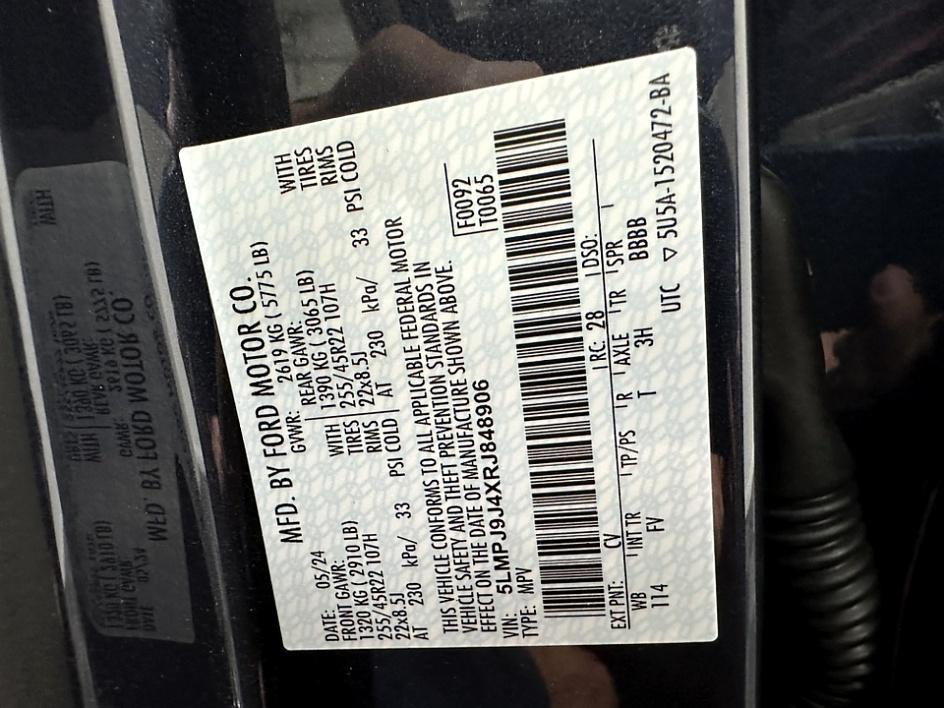 MFD. BY FORD MOTOR CO.
DATE: 05/24 GVWR: 2619 KG ( 5775 LB)
FRONT GAWR: REAR GAWR:
1320 KG ( 2910 LB) WITH 1390 KG ( 3065 LB) WITH
255/45R22 107H TIRES 255/45R22 107H TIRES
22x8.5J RIMS 22x8.5J RIMS
AT 230 kPa/ 33 PSI COLD AT 230 kPa/ 33 PSI COLD
THIS VEHICLE CONFORMS TO ALL APPLICABLE FEDERAL MOTOR
VEHICLE SAFETY AND THEFT PREVENTION STANDARDS IN
EFFECT ON THE DATE OF MANUFACTURE SHOWN ABOVE.
VIN: 5LMPJ9J4XRJ848906 F0092
TYPE: MPV T0065
EXT PNT: CV RC: 28 DSO:
WB INT TR TP/PS R AXLE TR SPR
114 FV T 3H BBBB
UTC ▽ 5U5A-1520472-BA